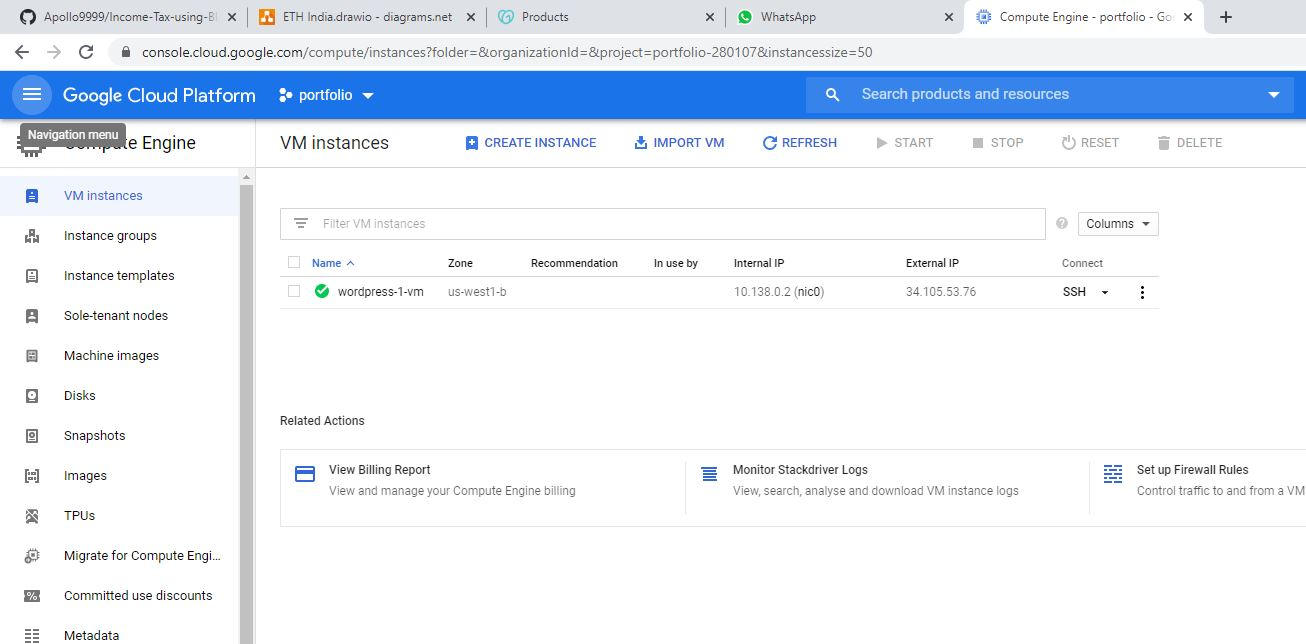 Apollo9999/Income-Tax-using-Bl
ETH India.drawio - diagrams.net
Products
WhatsApp
Compute Engine - portfolio - Goo
console.cloud.google.com/compute/instances?folder=&organizationId=&project=portfolio-280107&instancessize=50
Google Cloud Platform
portfolio
Search products and resources
Navigation menu
Compute Engine
VM instances
CREATE INSTANCE
IMPORT VM
REFRESH
START
STOP
RESET
DELETE
VM instances
Instance groups
Instance templates
Sole-tenant nodes
Machine images
Disks
Snapshots
Images
TPUs
Migrate for Compute Engi...
Committed use discounts
Metadata
Filter VM instances
Columns
Name Zone Recommendation In use by Internal IP External IP Connect
wordpress-1-vm us-west1-b 10.138.0.2 (nic0) 34.105.53.76 SSH
Related Actions
View Billing Report
View and manage your Compute Engine billing
Monitor Stackdriver Logs
View, search, analyse and download VM instance logs
Set up Firewall Rules
Control traffic to and from a VM